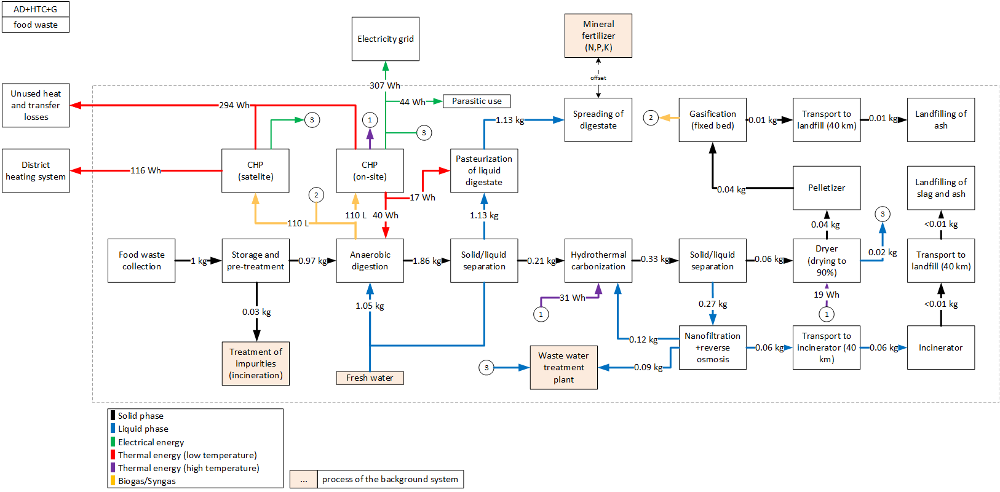 AD+HTC+G
food waste
Electricity grid
Mineral
fertilizer
(N,P,K)
offset
307 Wh
44 Wh
Parasitic use
Unused heat
and transfer
losses
294 Wh
3
1
3
1.13 kg
Spreading of
digestate
2
Gasification
(fixed bed)
0.01 kg
Transport to
landfill (40 km)
0.01 kg
Landfilling of
ash
District
heating system
116 Wh
CHP
(satelite)
CHP
(on-site)
Pasteurization
of liquid
digestate
17 Wh
2
0.04 kg
Pelletizer
Landfilling of
slag and ash
110 L
110 L
40 Wh
1.13 kg
0.04 kg
3
<0.01 kg
Food waste
collection
1 kg
Storage and
pre-treatment
0.97 kg
Anaerobic
digestion
1.86 kg
Solid/liquid
separation
0.21 kg
Hydrothermal
carbonization
0.33 kg
Solid/liquid
separation
0.06 kg
Dryer
(drying to
90%)
0.02 kg
Transport to
landfill (40 km)
0.03 kg
1.05 kg
31 Wh
1
0.27 kg
19 Wh
1
<0.01 kg
Treatment of
impurities
(incineration)
Fresh water
3
Waste water
treatment
plant
0.12 kg
0.09 kg
Nanofiltration
+reverse
osmosis
0.06 kg
Transport to
incinerator (40
km)
0.06 kg
Incinerator
Solid phase
Liquid phase
Electrical energy
Thermal energy (low temperature)
Thermal energy (high temperature)
Biogas/Syngas
...
process of the background system